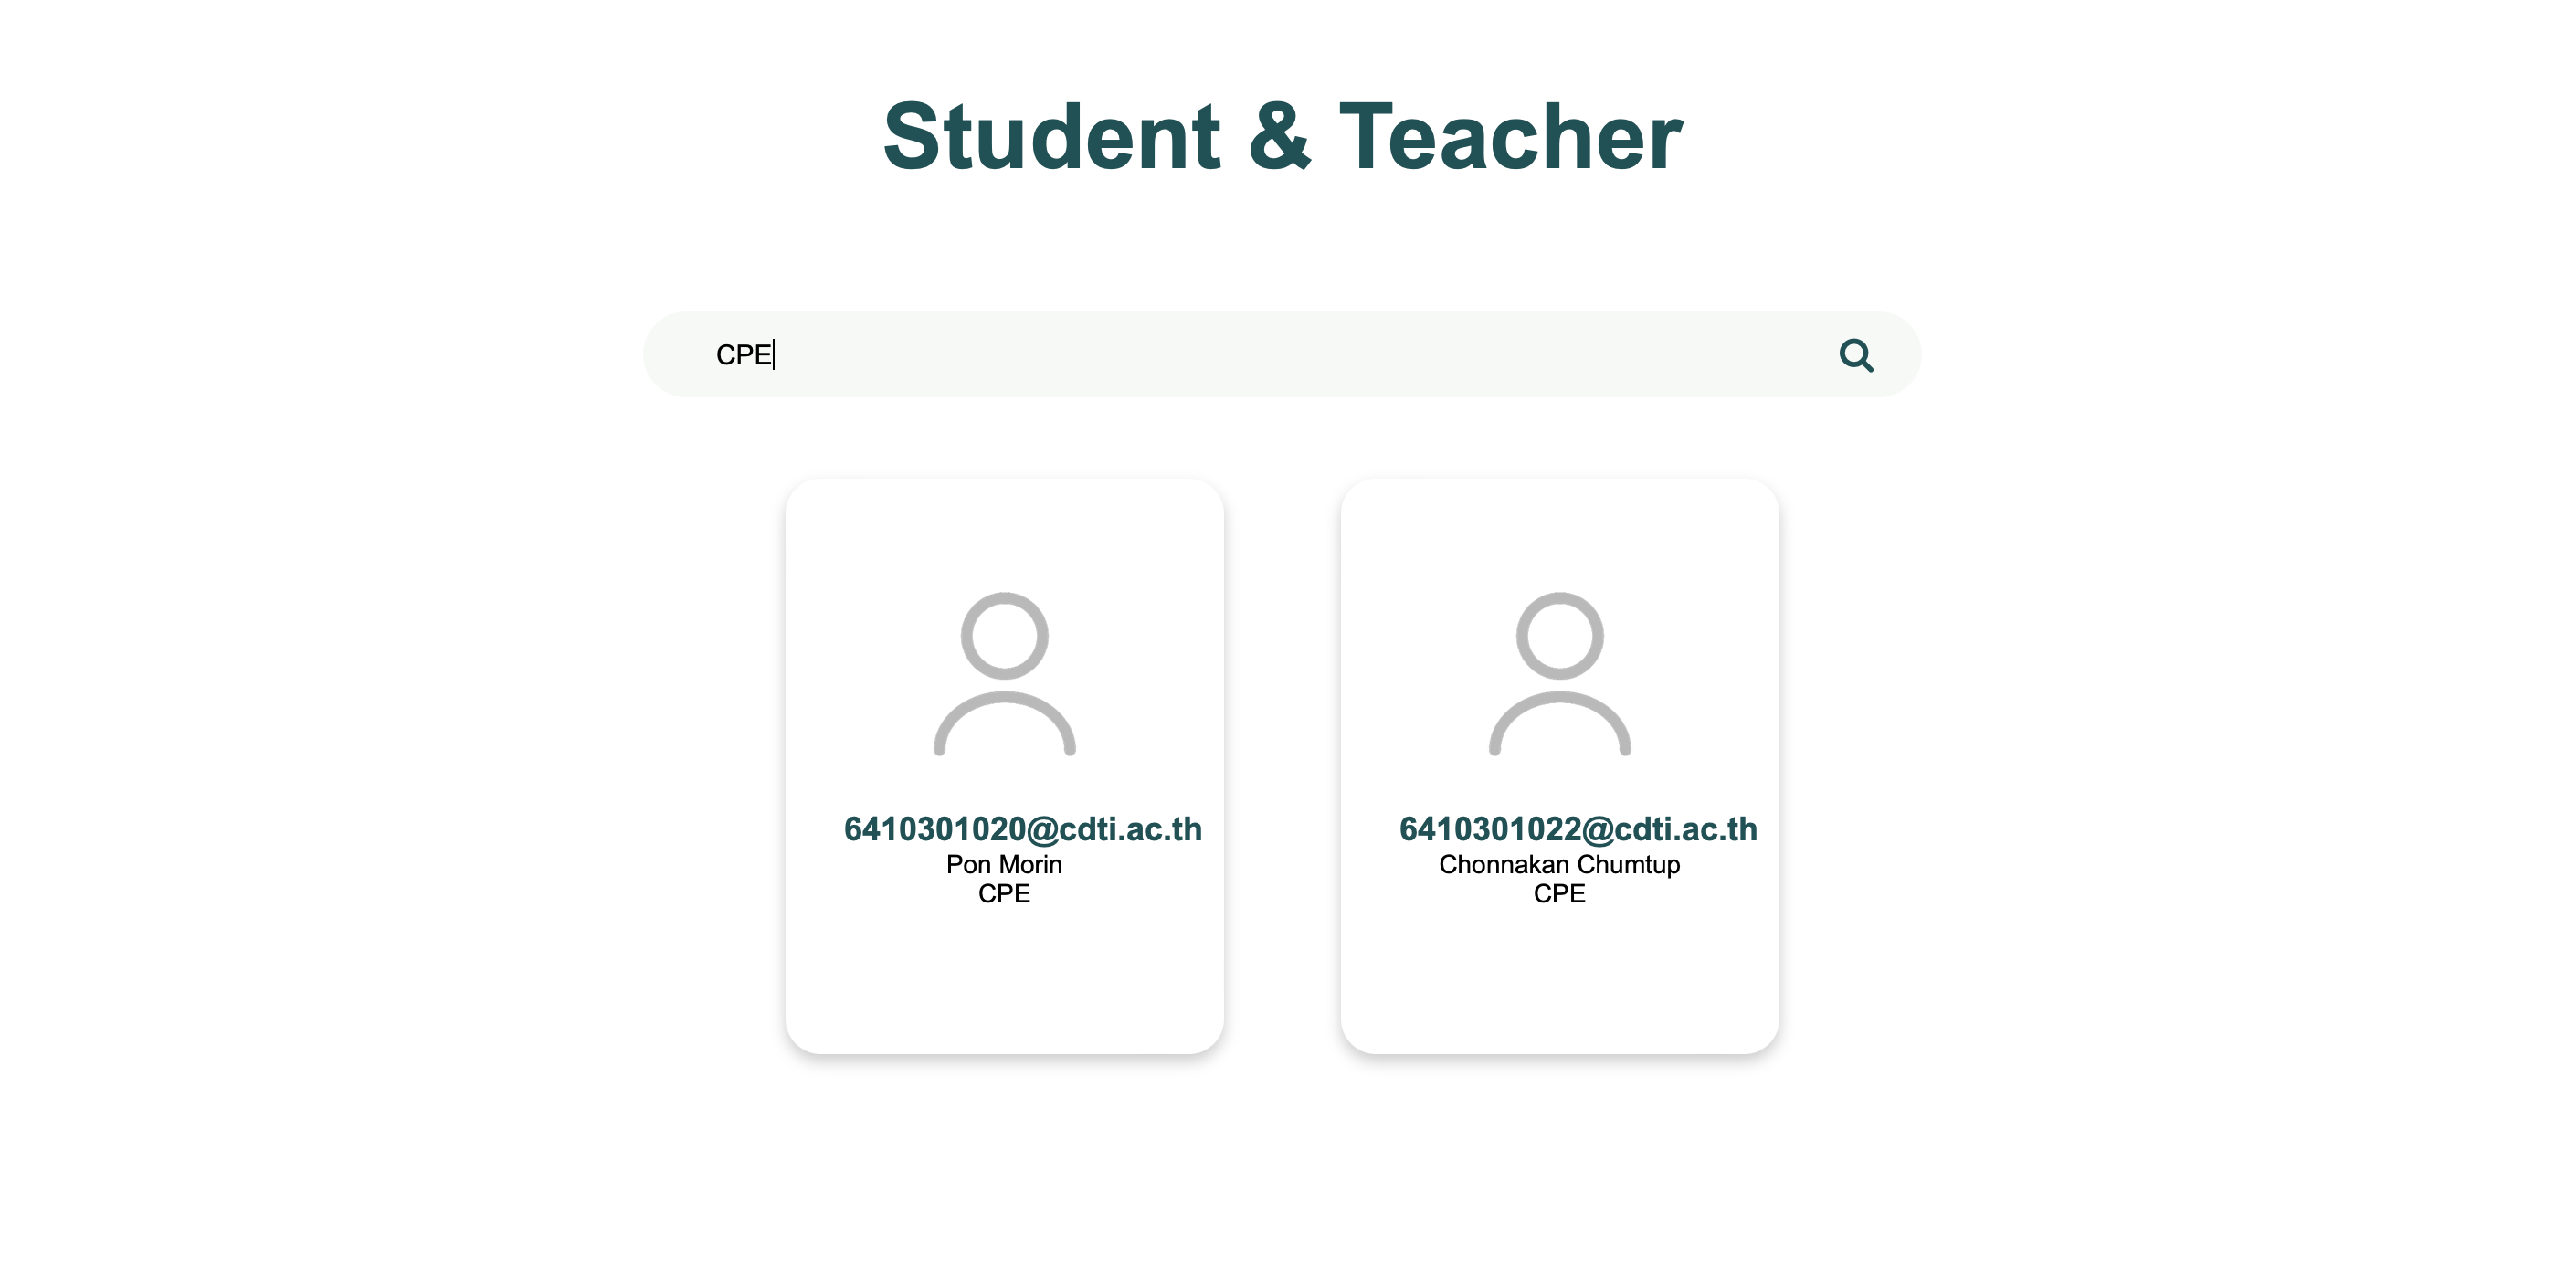 Student & Teacher
CPE
6410301020@cdti.ac.th
Pon Morin
CPE
6410301022@cdti.ac.th
Chonnakan Chumtup
CPE